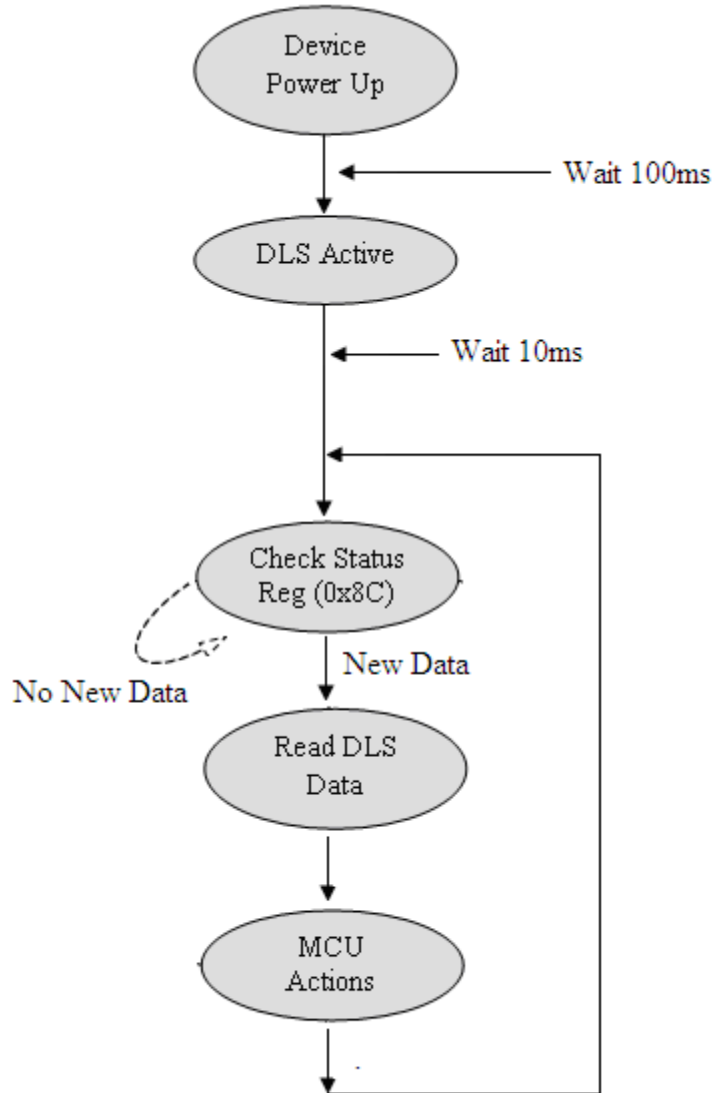 Device
Power Up
Wait 100ms
DLS Active
Wait 10ms
Check Status
Reg (0x8C)
New Data
No New Data
Read DLS
Data
MCU
Actions